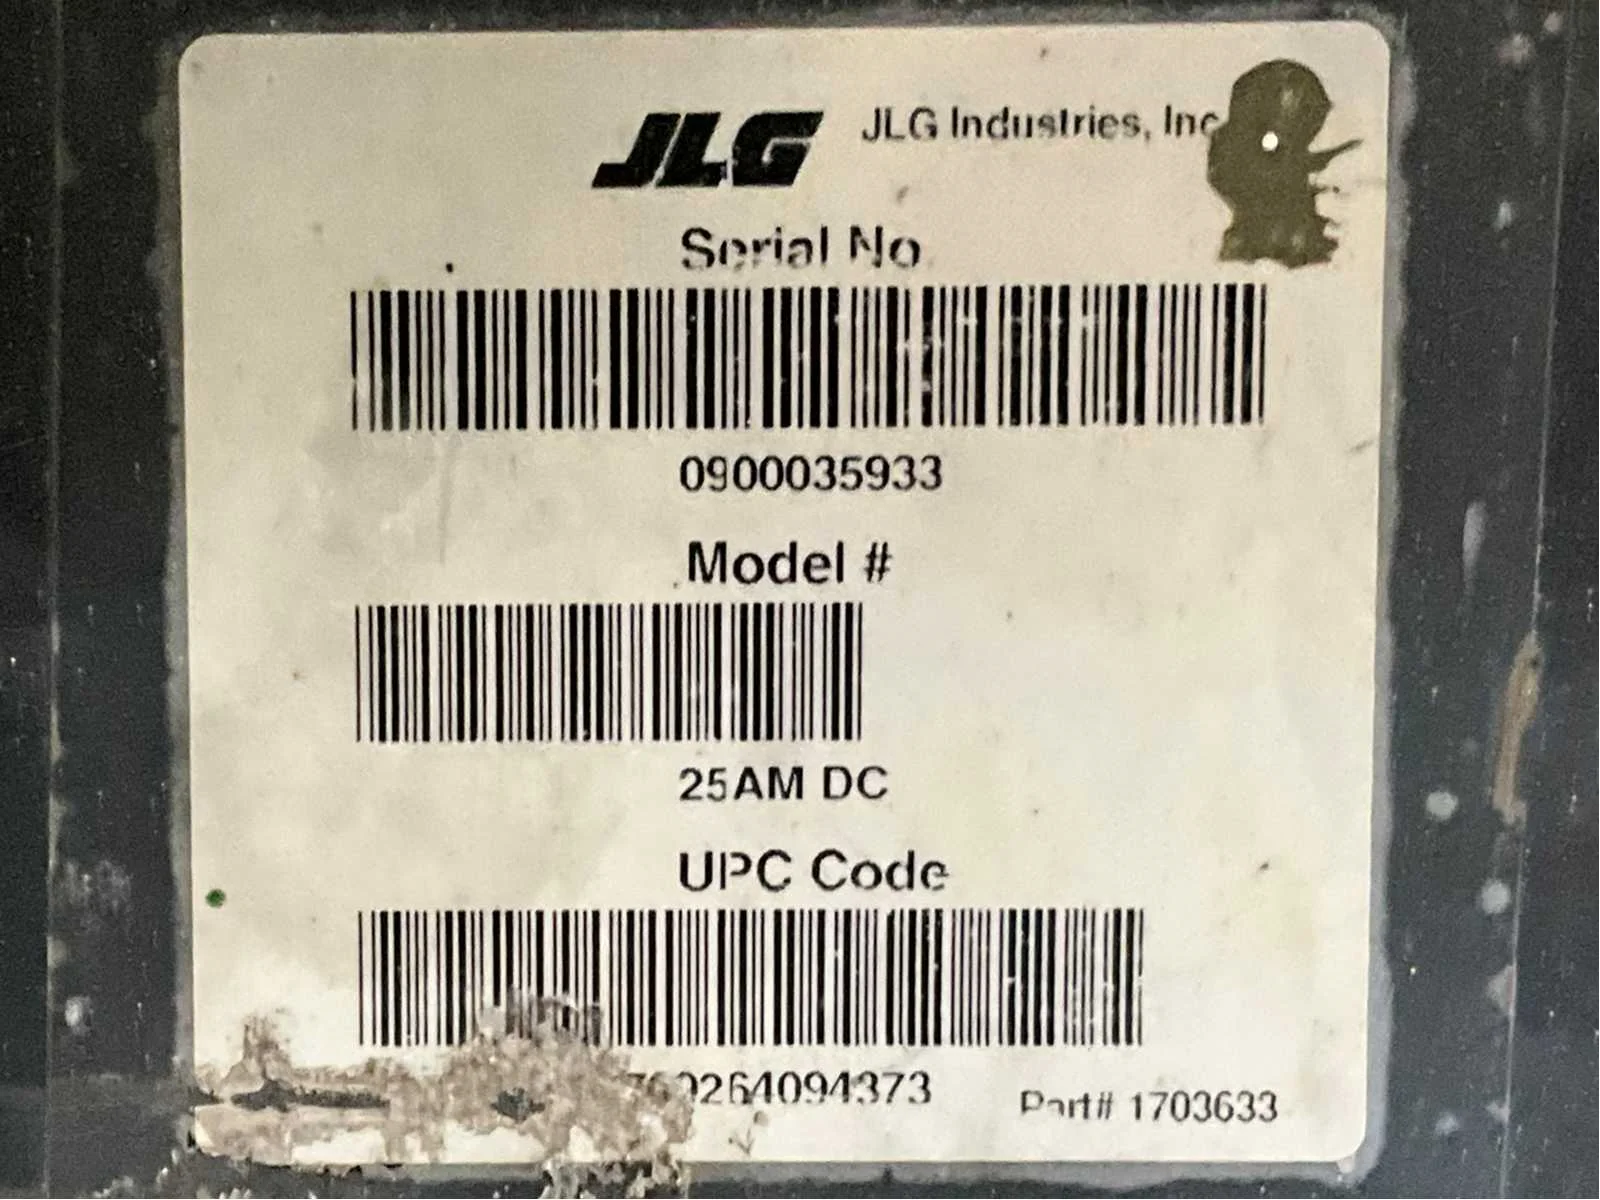 JLG JLG Industries, Inc
Serial No
0900035933
Model #
25AM DC
UPC Code
Part# 1703633